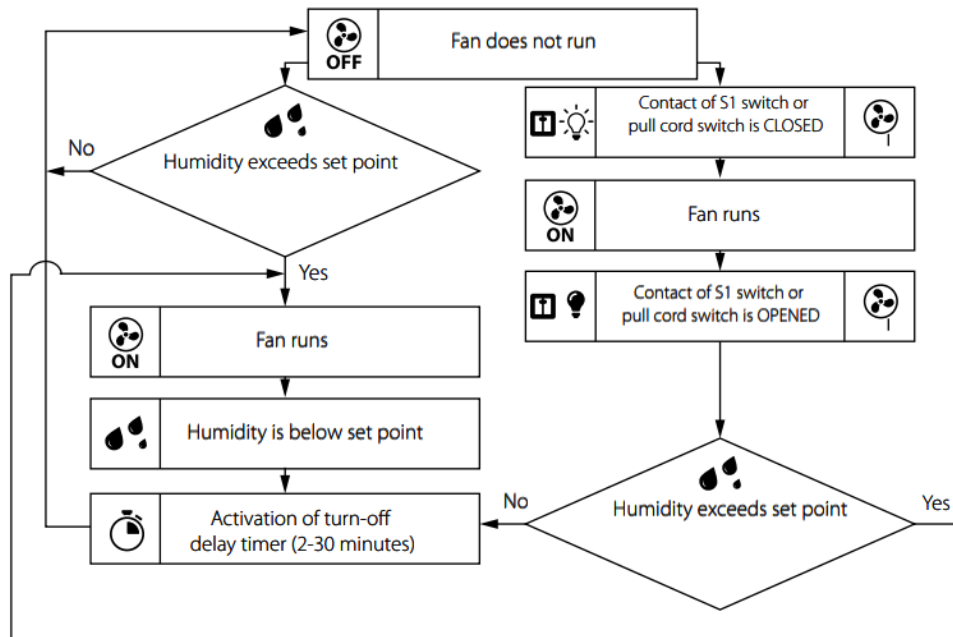 Fan does not run
OFF
Contact of S1 switch or
pull cord switch is CLOSED
No
Humidity exceeds set point
Fan runs
ON
Yes
Contact of S1 switch or
pull cord switch is OPENED
Fan runs
ON
Humidity is below set point
No
Humidity exceeds set point
Yes
Activation of turn-off
delay timer (2-30 minutes)